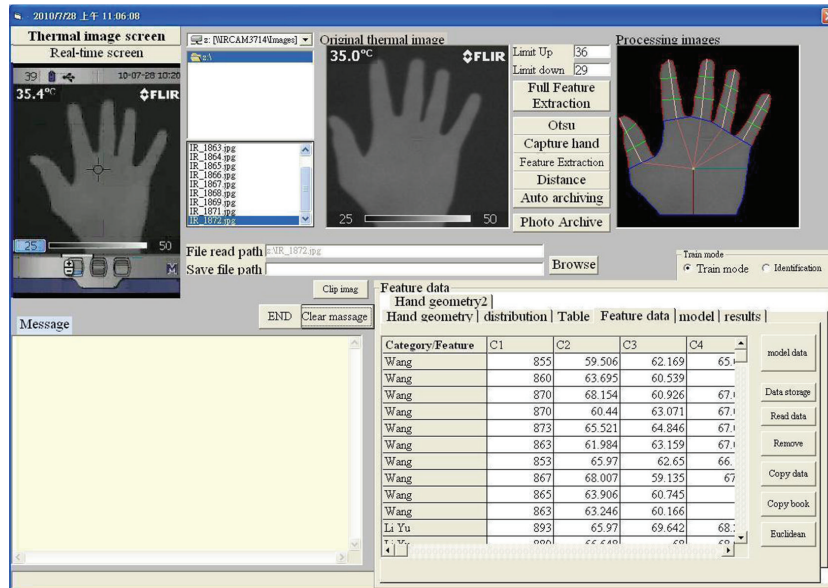 2010/7/28 上午 11:06:08
Thermal image screen
Real-time screen
39 10-07-28 10:20
35.4°C FLIR
25 50
M
z: [\\IRCAM3714\Images]
z:\
IR_1863.jpg
IR_1864.jpg
IR_1865.jpg
IR_1866.jpg
IR_1867.jpg
IR_1868.jpg
IR_1869.jpg
IR_1871.jpg
IR_1872.jpg
Original thermal image
35.0°C FLIR
25 50
Limit Up 36
Limit down 29
Full Feature
Extraction
Otsu
Capture hand
Feature Extraction
Distance
Auto archiving
Photo Archive
Processing images
File read path z:\IR_1872.jpg
Save file path
Browse
Train mode
Train mode Identification
Clip imag
END Clear massage
Message
Feature data
Hand geometry2
Hand geometry distribution Table Feature data model results
Category/Feature C1 C2 C3 C4
Wang 855 59.506 62.169
Wang 860 63.695 60.539
Wang 870 68.154 60.926
Wang 870 60.44 63.071
Wang 873 65.521 64.846
Wang 863 61.984 63.159
Wang 853 65.97 62.65
Wang 867 68.007 59.135
Wang 865 63.906 60.745
Wang 863 63.246 60.166
Li Yu 893 65.97 69.642
model data
Data storage
Read data
Remove
Copy data
Copy book
Euclidean